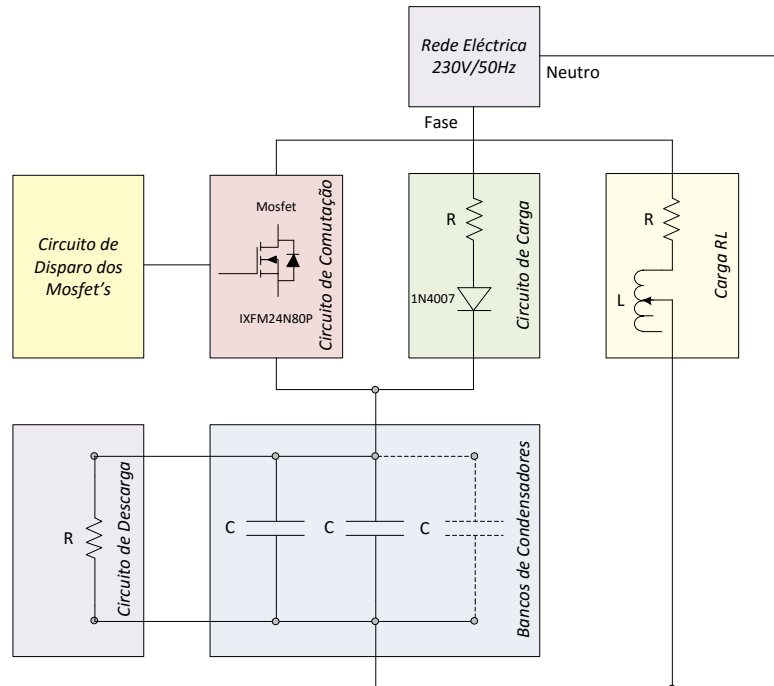 Rede Eléctrica
230V/50Hz
Neutro
Fase
Circuito de
Disparo dos
Mosfet's
Mosfet
IXFM24N80P
Circuito de Comutação
R
1N4007
Circuito de Carga
R
L
Carga RL
R
Circuito de Descarga
C
C
C
Bancos de Condensadores